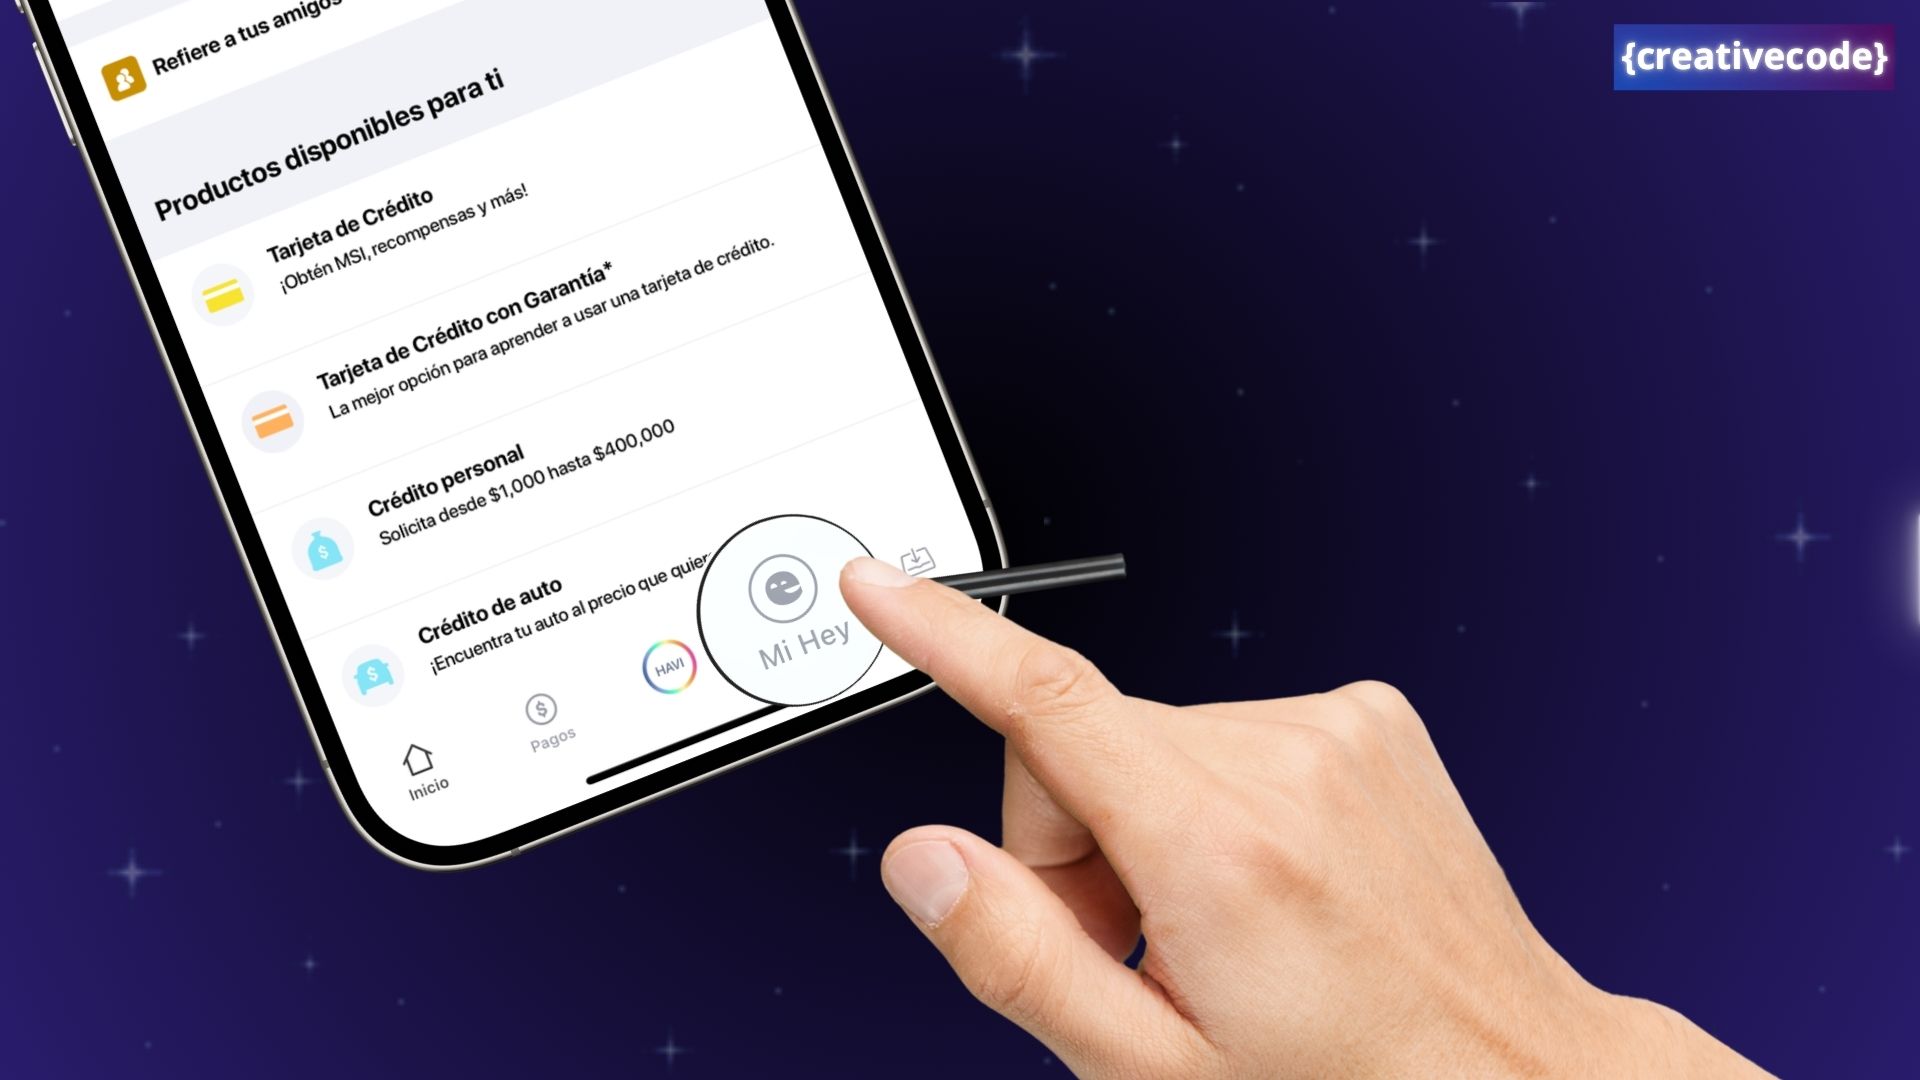 {creativecode}
Refiere a tus amigos
Productos disponibles para ti
Tarjeta de Crédito
¡Obtén MSI, recompensas y más!
Tarjeta de Crédito con Garantía*
La mejor opción para aprender a usar una tarjeta de crédito.
Crédito personal
Solicita desde $1,000 hasta $400,000
Crédito de auto
¡Encuentra tu auto al precio que
Inicio
Pagos
HAVI
Mi Hey